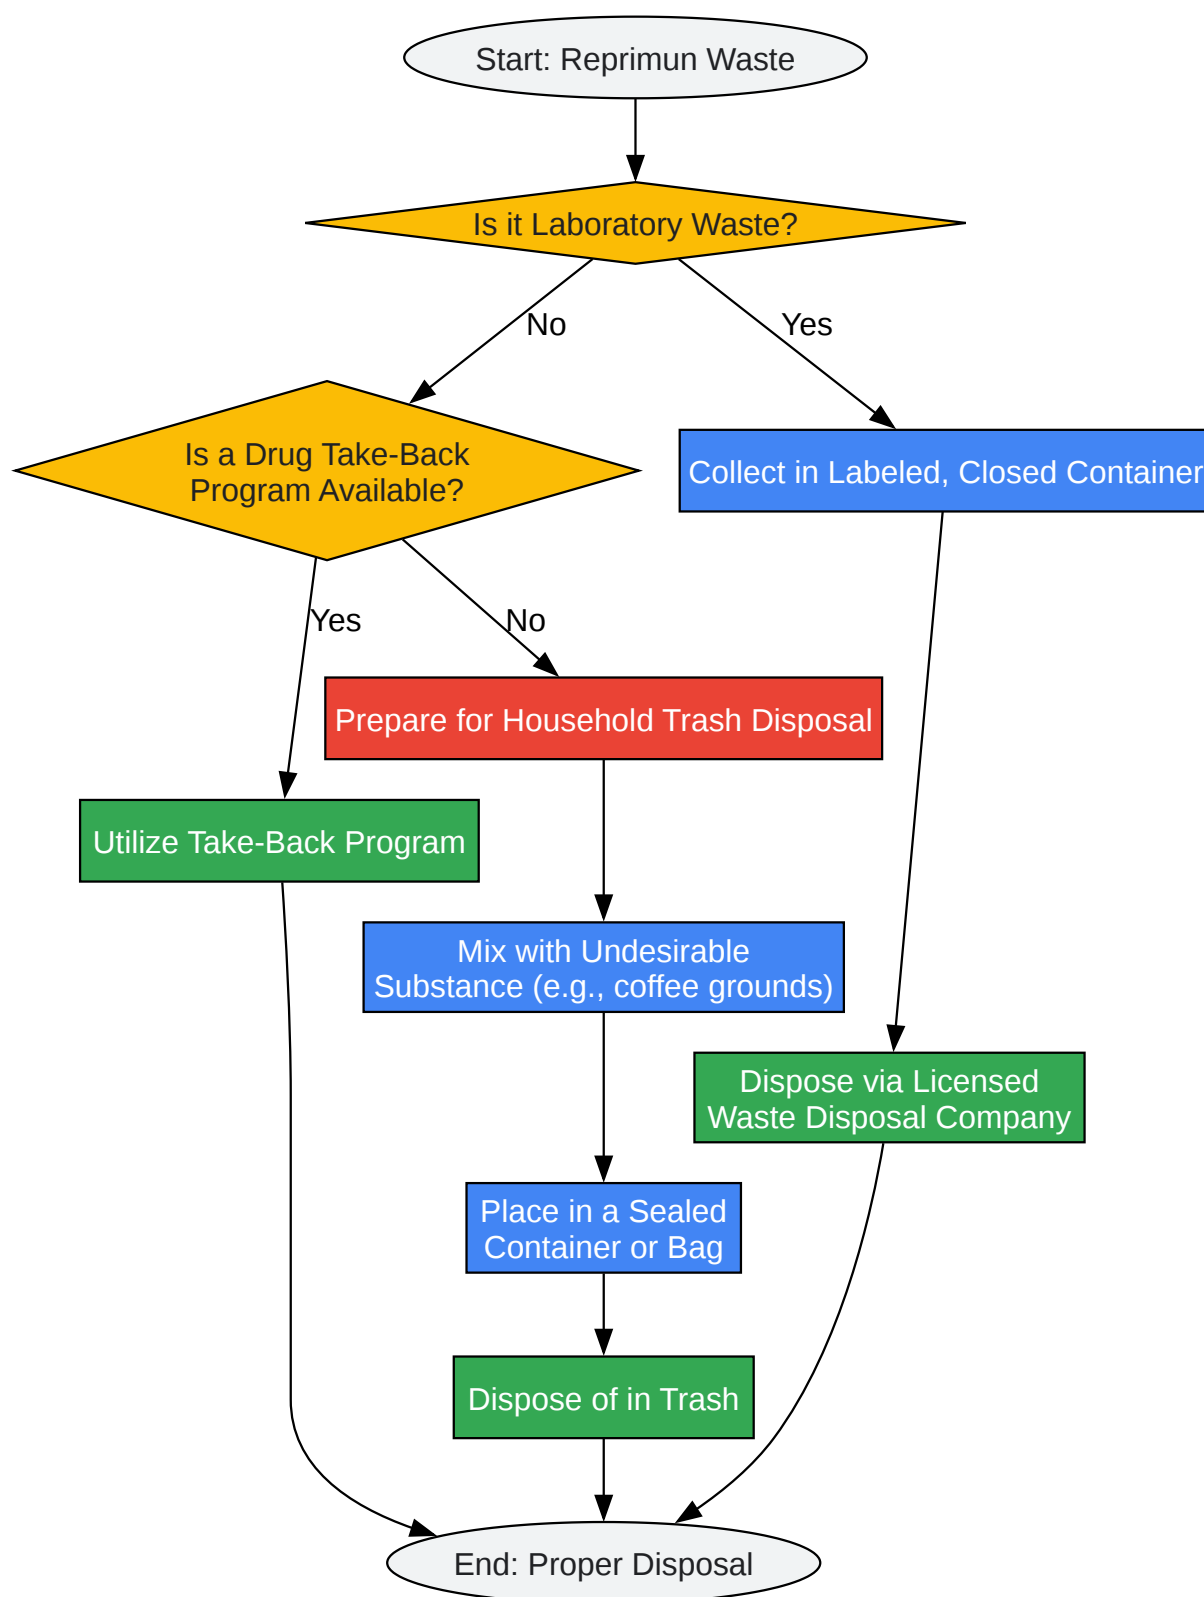 Start: Reprimun Waste
Is it Laboratory Waste?
No
Yes
Is a Drug Take-Back
Program Available?
Collect in Labeled, Closed Container
Yes
No
Prepare for Household Trash Disposal
Utilize Take-Back Program
Mix with Undesirable
Substance (e.g., coffee grounds)
Dispose via Licensed
Waste Disposal Company
Place in a Sealed
Container or Bag
Dispose of in Trash
End: Proper Disposal